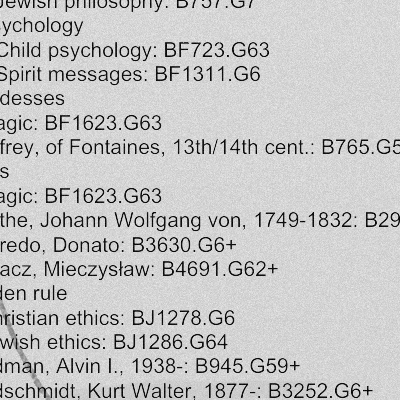 Jewish philosophy: B757.G7
sychology
Child psychology: BF723.G63
Spirit messages: BF1311.G6
desses
agic: BF1623.G63
frey, of Fontaines, 13th/14th cent.: B765.G5
s
agic: BF1623.G63
the, Johann Wolfgang von, 1749-1832: B29
redo, Donato: B3630.G6+
acz, Mieczysław: B4691.G62+
den rule
hristian ethics: BJ1278.G6
wish ethics: BJ1286.G64
dman, Alvin I., 1938-: B945.G59+
dschmidt, Kurt Walter, 1877-: B3252.G6+